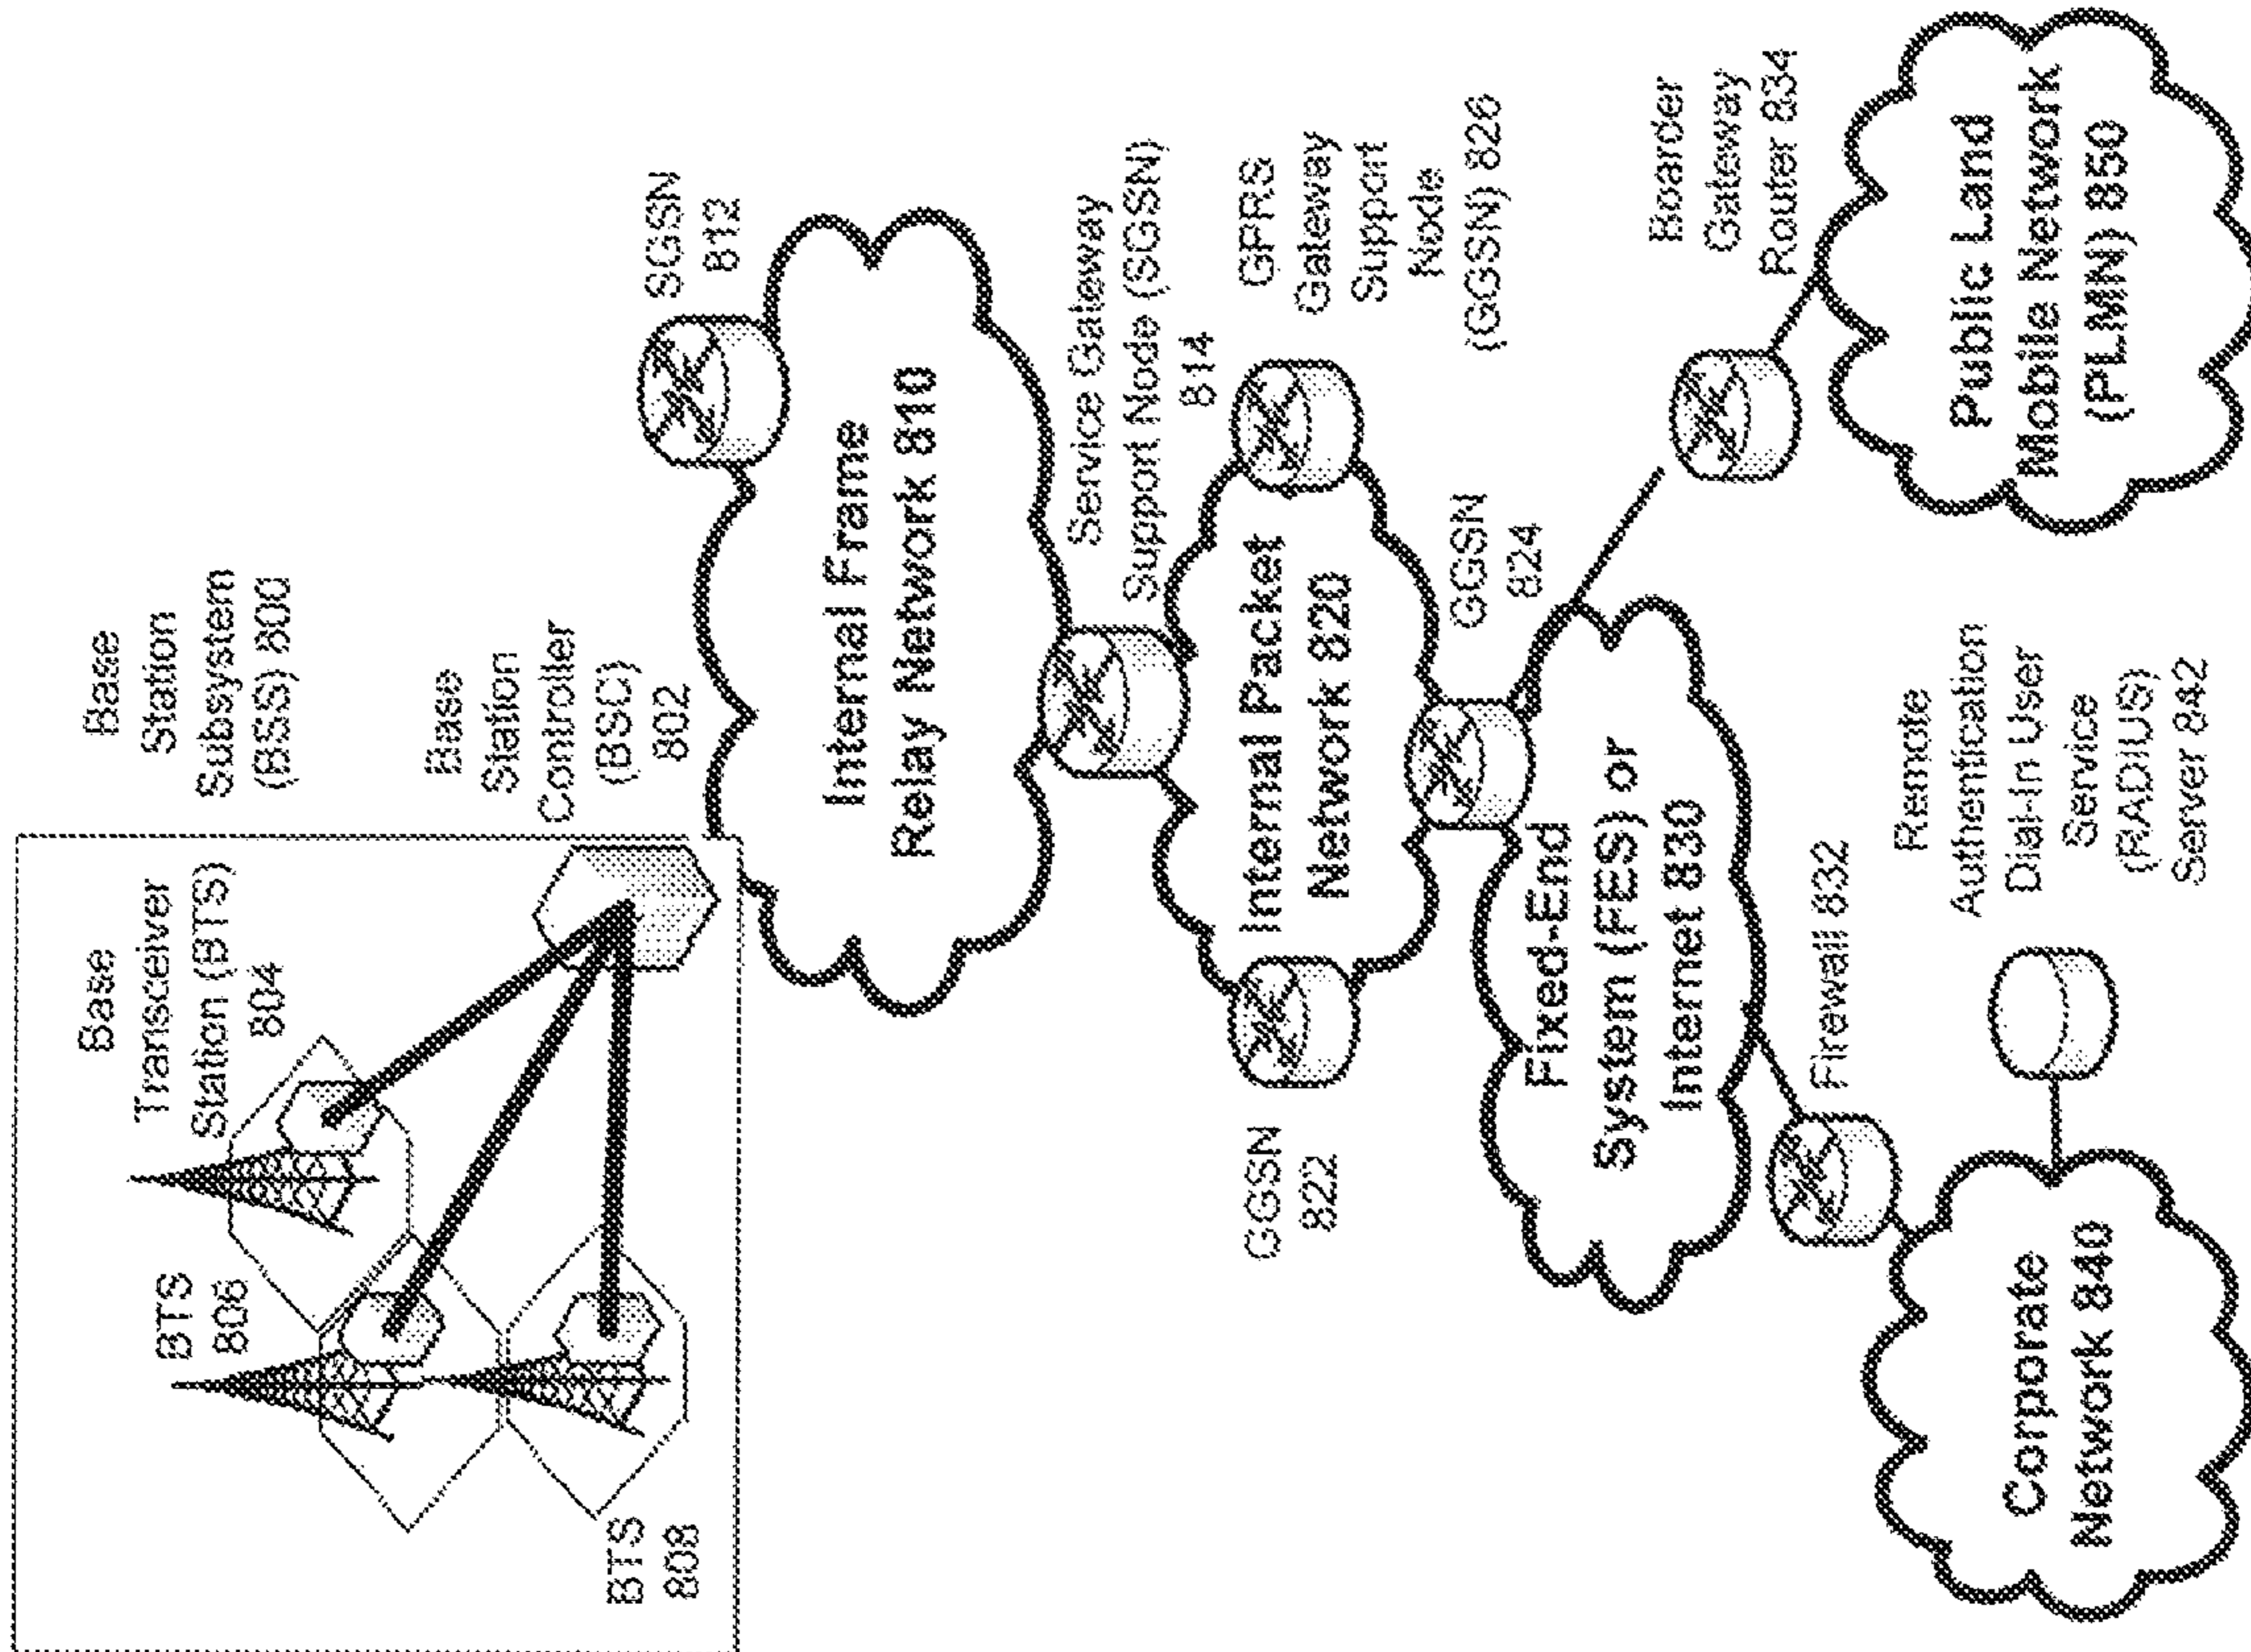 Base
Station
Subsystem
(BSS) 800
Base
Transceiver
Station (BTS)
804
BTS
806
BTS
808
Base
Station
Controller
(BSC)
802
SGSN
812
Internal Frame
Relay Network 810
Service Gateway
Support Node (SGSN)
814
GPRS
Gateway
Support
Node
(GGSN) 826
Internal Packet
Network 820
GGSN
822
GGSN
824
Fixed-End
System (FES) or
Internet 830
Boarder
Gateway
Router 834
Public Land
Mobile Network
(PLMN) 850
Firewall 832
Remote
Authentication
Dial-In User
Service
(RADIUS)
Server 842
Corporate
Network 840